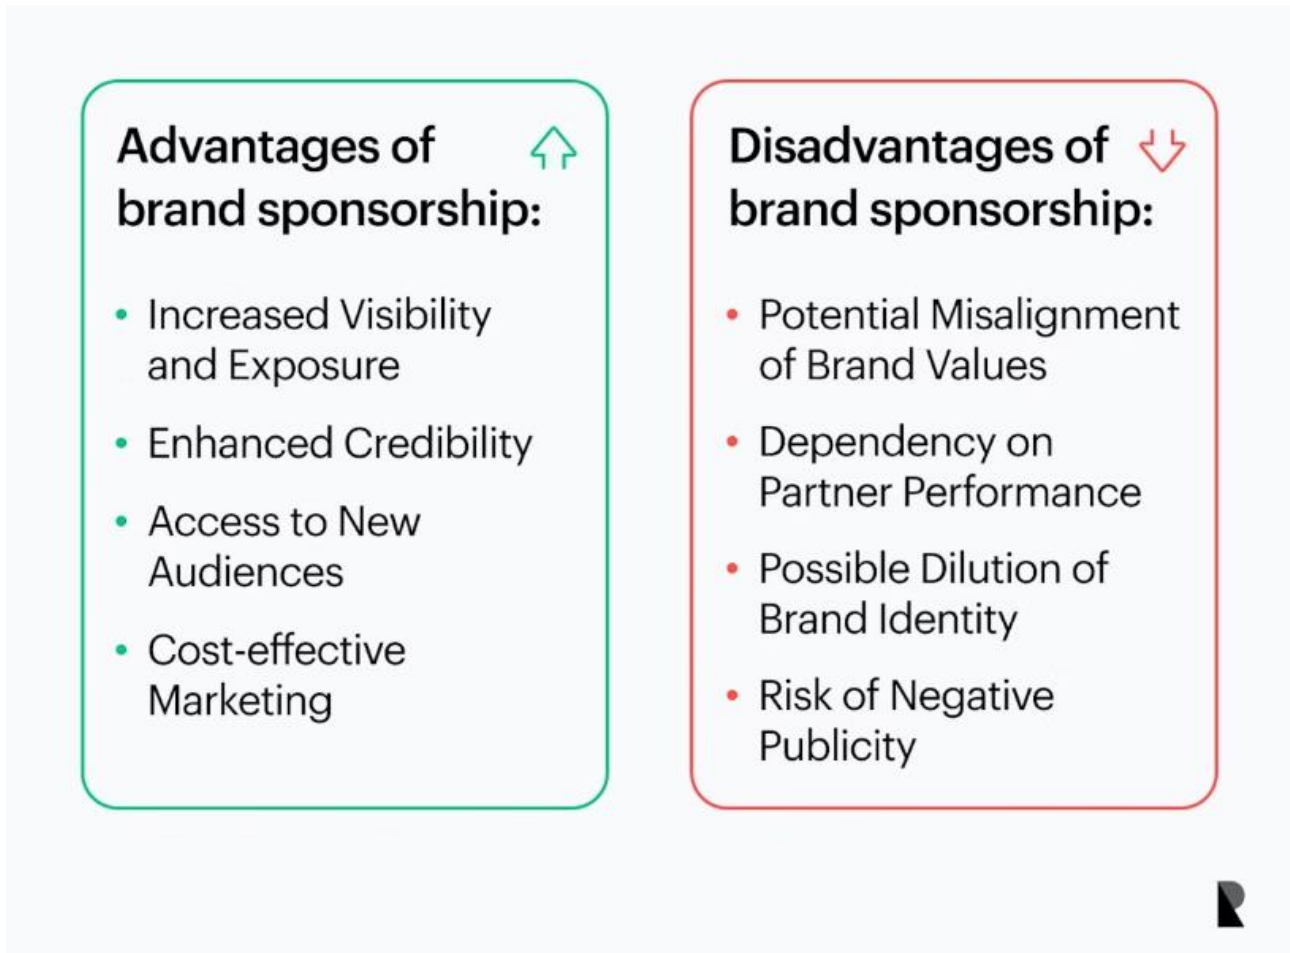 Advantages of
brand sponsorship:
• Increased Visibility
and Exposure
• Enhanced Credibility
• Access to New
Audiences
• Cost-effective
Marketing
Disadvantages of
brand sponsorship:
• Potential Misalignment
of Brand Values
• Dependency on
Partner Performance
• Possible Dilution of
Brand Identity
• Risk of Negative
Publicity
R